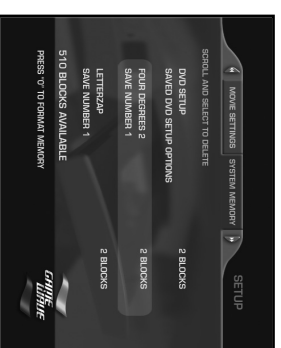 SETUP
MOVIE SETTINGS
SYSTEM MEMORY
SCROLL AND SELECT TO DELETE
DVD SETUP 2 BLOCKS
SAVED DVD SETUP OPTIONS
FOUR DEGREES 2 2 BLOCKS
SAVE NUMBER 1
LETTERZAP 2 BLOCKS
SAVE NUMBER 1
510 BLOCKS AVAILABLE
PRESS 'O' TO FORMAT MEMORY
GAME WAVE